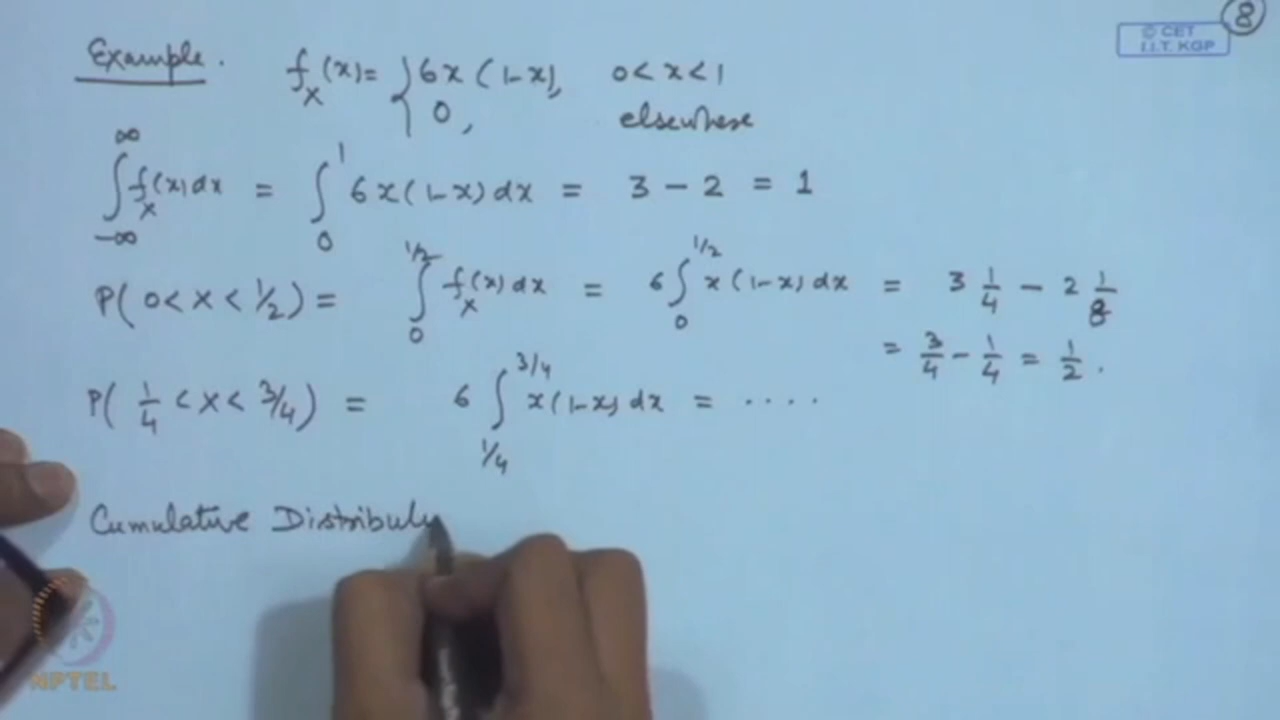 8
© CET
I.I.T. KGP
Example. f_X(x) = { 6x(1-x), 0<x<1
0, elsewhere
∫_{-∞}^{∞} f_X(x) dx = ∫_0^1 6x(1-x) dx = 3 - 2 = 1
P(0<X<1/2) = ∫_0^{1/2} f_X(x) dx = 6 ∫_0^{1/2} x(1-x) dx = 3 1/4 - 2 1/8
= 3/4 - 1/4 = 1/2.
P(1/4 < X < 3/4) = 6 ∫_{1/4}^{3/4} x(1-x) dx = ....
Cumulative Distributi
NPTEL